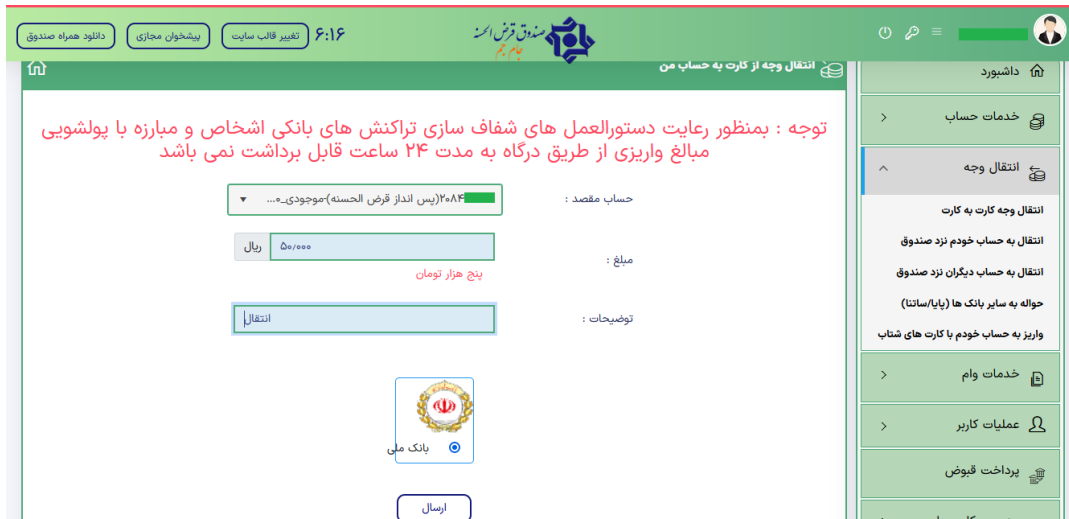 ۶:۱۶
تغییر قالب سایت
پیشخوان مجازی
دانلود همراه صندوق
صندوق قرض الحسنه
جام جم
داشبورد
خدمات حساب
انتقال وجه
انتقال وجه کارت به کارت
انتقال به حساب خودم نزد صندوق
انتقال به حساب دیگران نزد صندوق
حواله به سایر بانک ها (پایا/ساتنا)
واریز به حساب خودم با کارت های شتاب
خدمات وام
عملیات کاربر
پرداخت قبوض
انتقال وجه از کارت به حساب من
توجه : بمنظور رعایت دستورالعمل های شفاف سازی تراکنش های بانکی اشخاص و مبارزه با پولشویی
مبالغ واریزی از طریق درگاه به مدت ۲۴ ساعت قابل برداشت نمی باشد
حساب مقصد :
۲۰۸۴(پس انداز قرض الحسنه)-موجودی_۰...
مبلغ :
۵۰٫۰۰۰
ریال
پنج هزار تومان
توضیحات :
انتقال
بانک ملی
ارسال